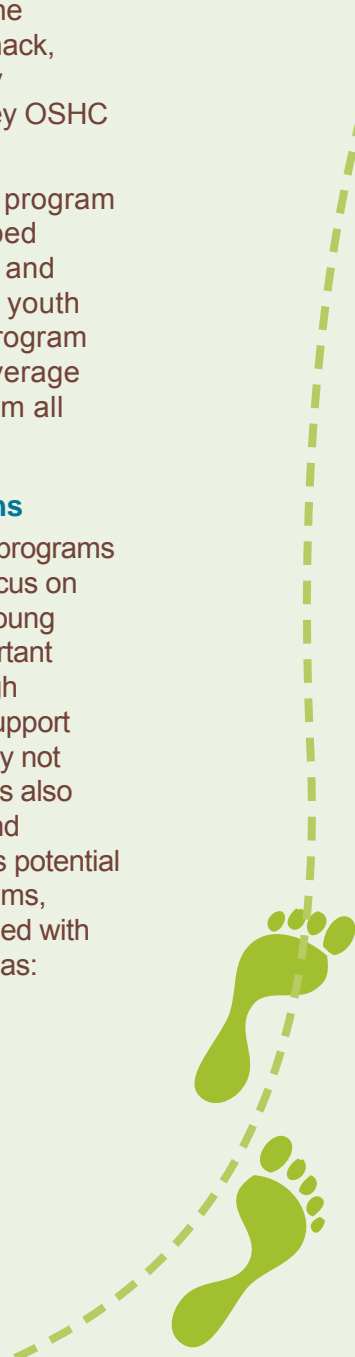 ne
nack,
y OSHC
program
ped
and
youth
rogram
verage
m all
ns
programs
cus on
oung
rtant
gh
upport
y not
s also
nd
s potential
ms,
ed with
as: